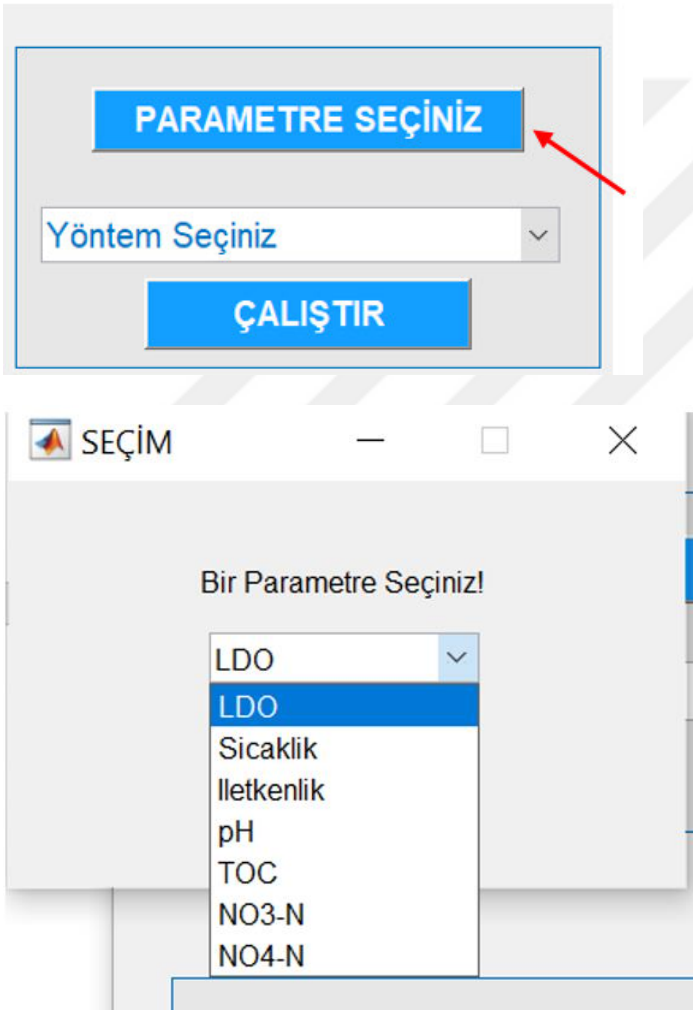 PARAMETRE SEÇİNİZ
Yöntem Seçiniz
ÇALIŞTIR
SEÇİM
Bir Parametre Seçiniz!
LDO
LDO
Sicaklik
Iletkenlik
pH
TOC
NO3-N
NO4-N